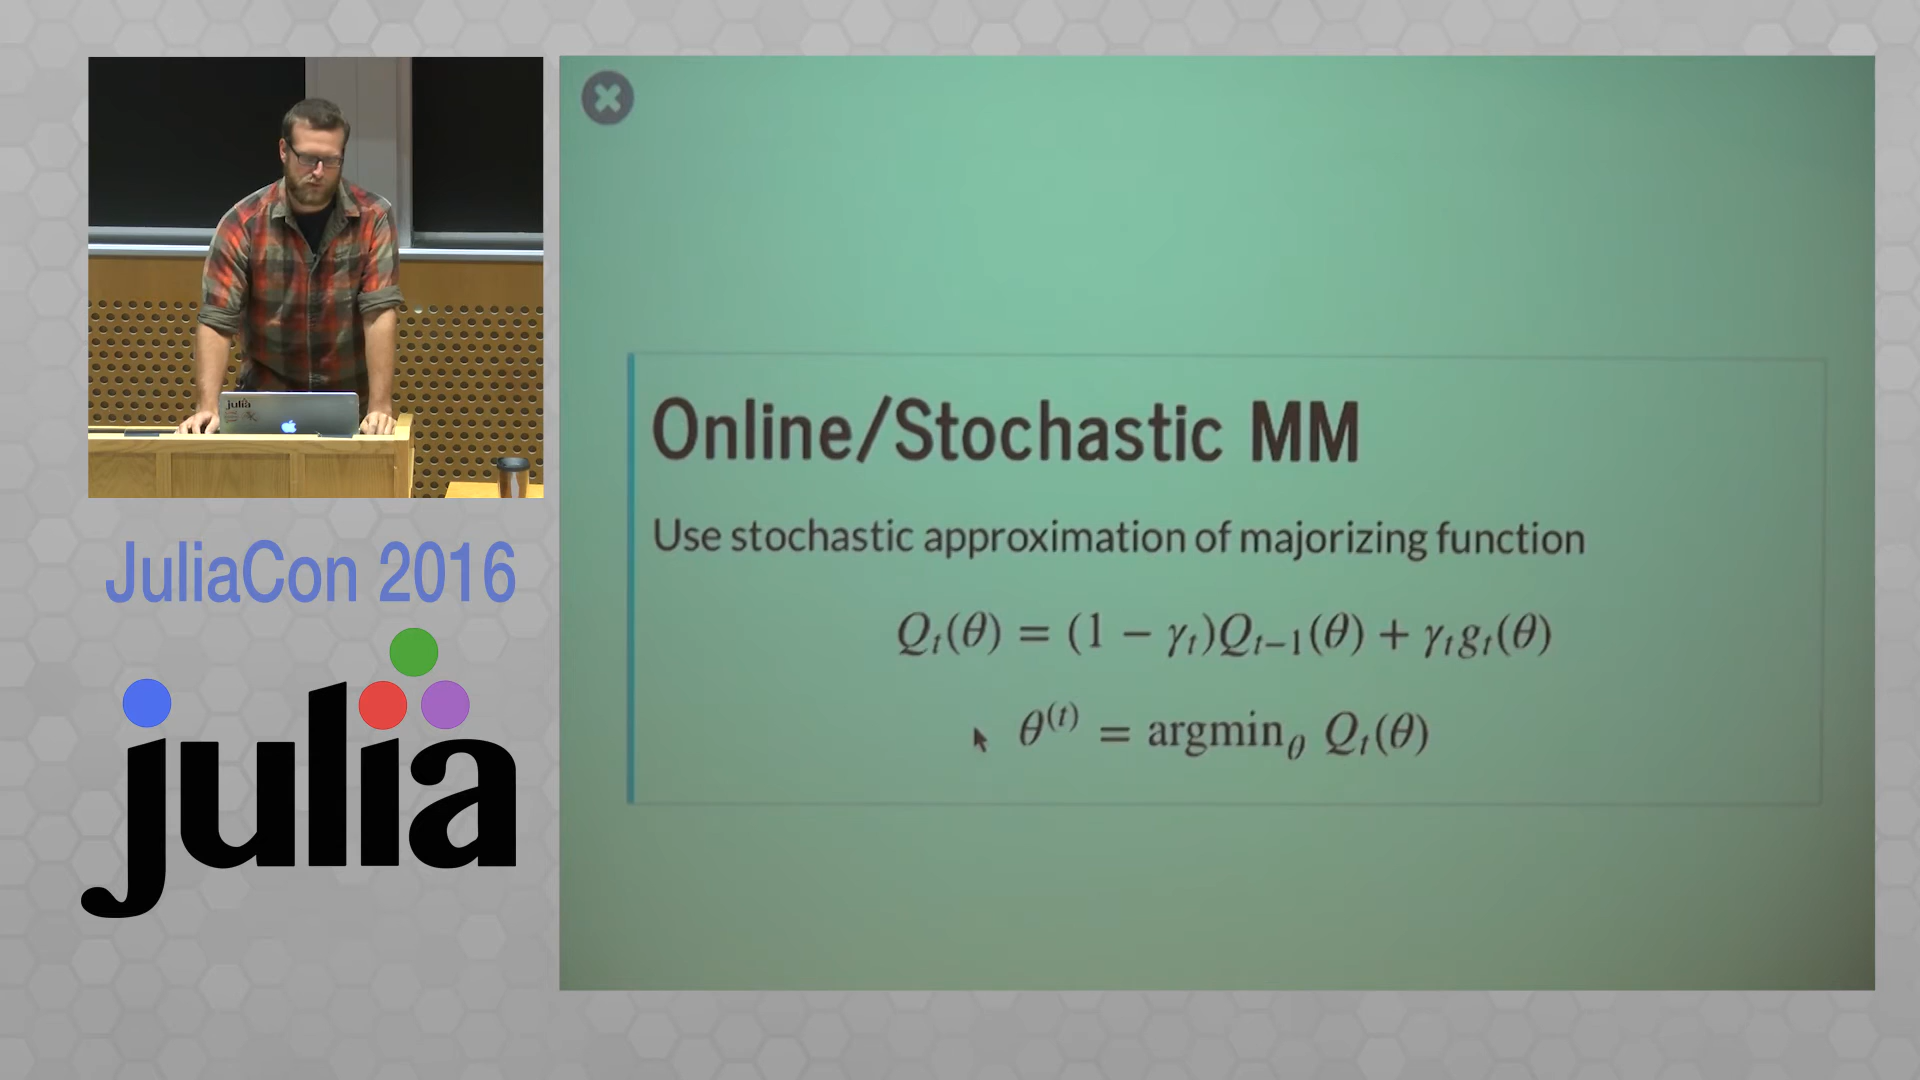 julia
JuliaCon 2016
julia
Online/Stochastic MM
Use stochastic approximation of majorizing function
Qₜ(θ) = (1 − γₜ)Qₜ₋₁(θ) + γₜgₜ(θ)
θ⁽ᵗ⁾ = argmin_θ Qₜ(θ)